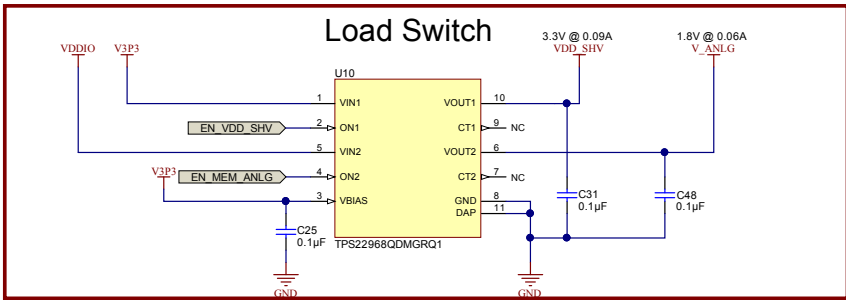 Load Switch
3.3V @ 0.09A
VDD_SHV
1.8V @ 0.06A
V_ANLG
VDDIO
V3P3
U10
1
VIN1
VOUT1
10
EN_VDD_SHV
2
ON1
CT1
9
NC
5
VIN2
VOUT2
6
V3P3
EN_MEM_ANLG
4
ON2
CT2
7
NC
3
VBIAS
GND
8
DAP
11
C31
0.1µF
C48
0.1µF
C25
0.1µF
TPS22968QDMGRQ1
GND
GND